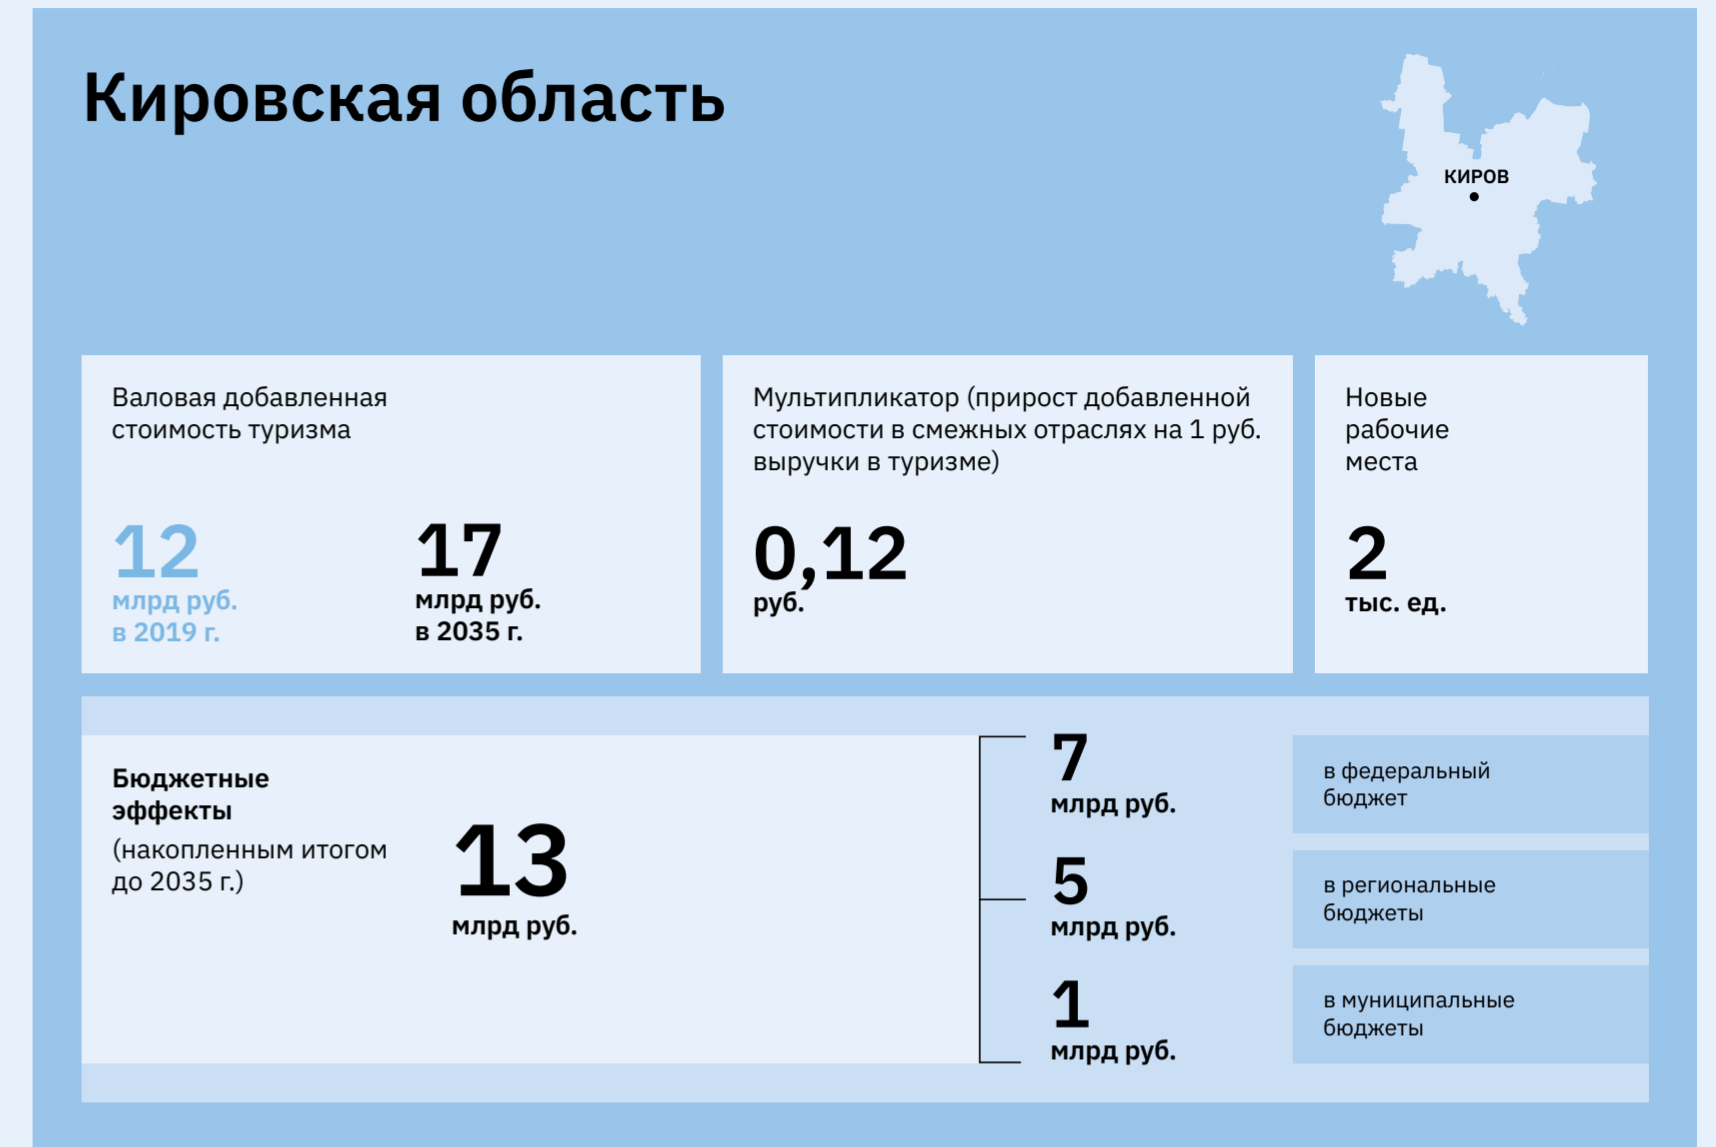 Кировская область
КИРОВ
Валовая добавленная
стоимость туризма
12
млрд руб.
в 2019 г.
17
млрд руб.
в 2035 г.
Мультипликатор (прирост добавленной
стоимости в смежных отраслях на 1 руб.
выручки в туризме)
0,12
руб.
Новые
рабочие
места
2
тыс. ед.
Бюджетные
эффекты
(накопленным итогом
до 2035 г.)
13
млрд руб.
7
млрд руб.
в федеральный
бюджет
5
млрд руб.
в региональные
бюджеты
1
млрд руб.
в муниципальные
бюджеты